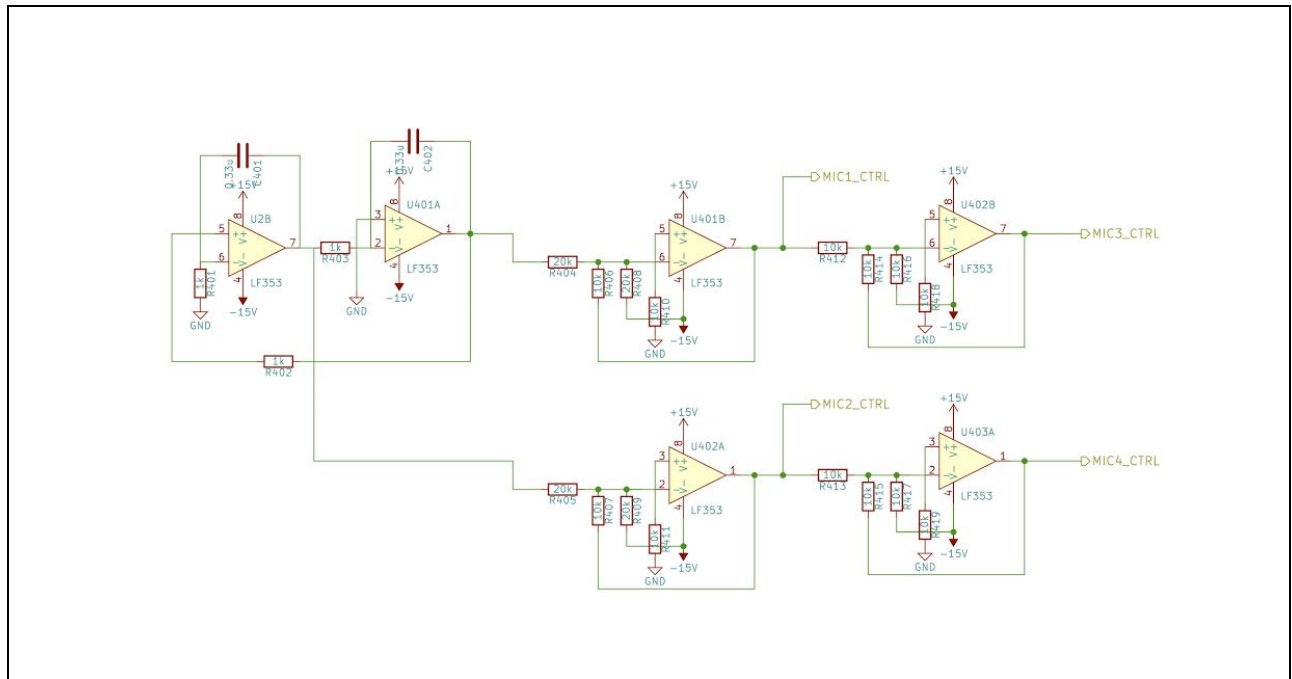 0.33u
C401
+15V
8
U2B
5
+
V+
7
6
-
V-
4
LF353
-15V
1k
R401
GND
1k
R402
1k
R403
C402
+15V
8
U401A
3
+
V+
1
2
-
V-
4
LF353
-15V
GND
20k
R404
10k
R406
20k
R408
10k
R410
GND
+15V
8
U401B
5
+
V+
7
6
-
V-
4
LF353
-15V
MIC1_CTRL
10k
R412
10k
R414
10k
R416
10k
R418
GND
+15V
8
U402B
5
+
V+
7
6
-
V-
4
LF353
-15V
MIC3_CTRL
20k
R405
10k
R407
20k
R409
10k
R411
GND
+15V
8
U402A
3
+
V+
1
2
-
V-
4
LF353
-15V
MIC2_CTRL
10k
R413
10k
R415
10k
R417
10k
R419
GND
+15V
8
U403A
3
+
V+
1
2
-
V-
4
LF353
-15V
MIC4_CTRL